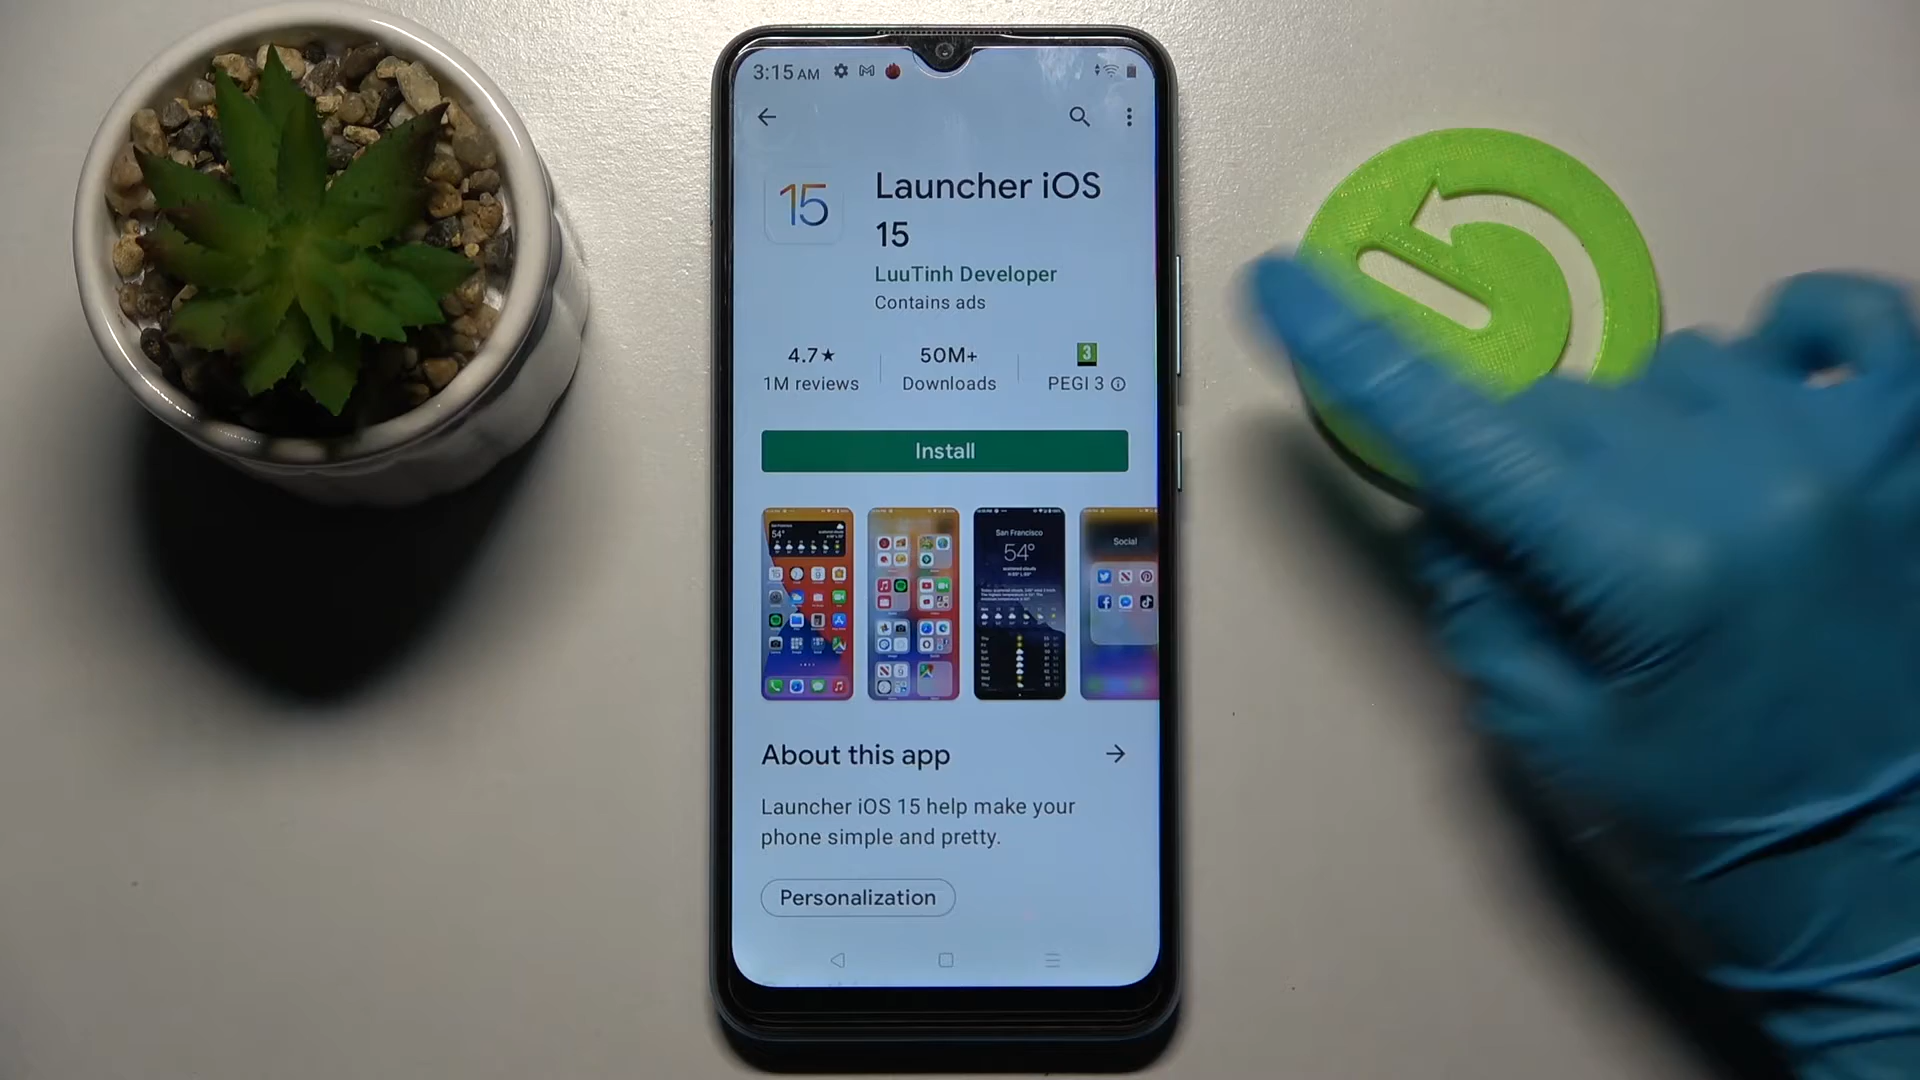 3:15 AM
15
Launcher iOS
15
LuuTinh Developer
Contains ads
4.7★
50M+
3
1M reviews
Downloads
PEGI 3
Install
San Francisco
54°
Social
About this app
Launcher iOS 15 help make your
phone simple and pretty.
Personalization